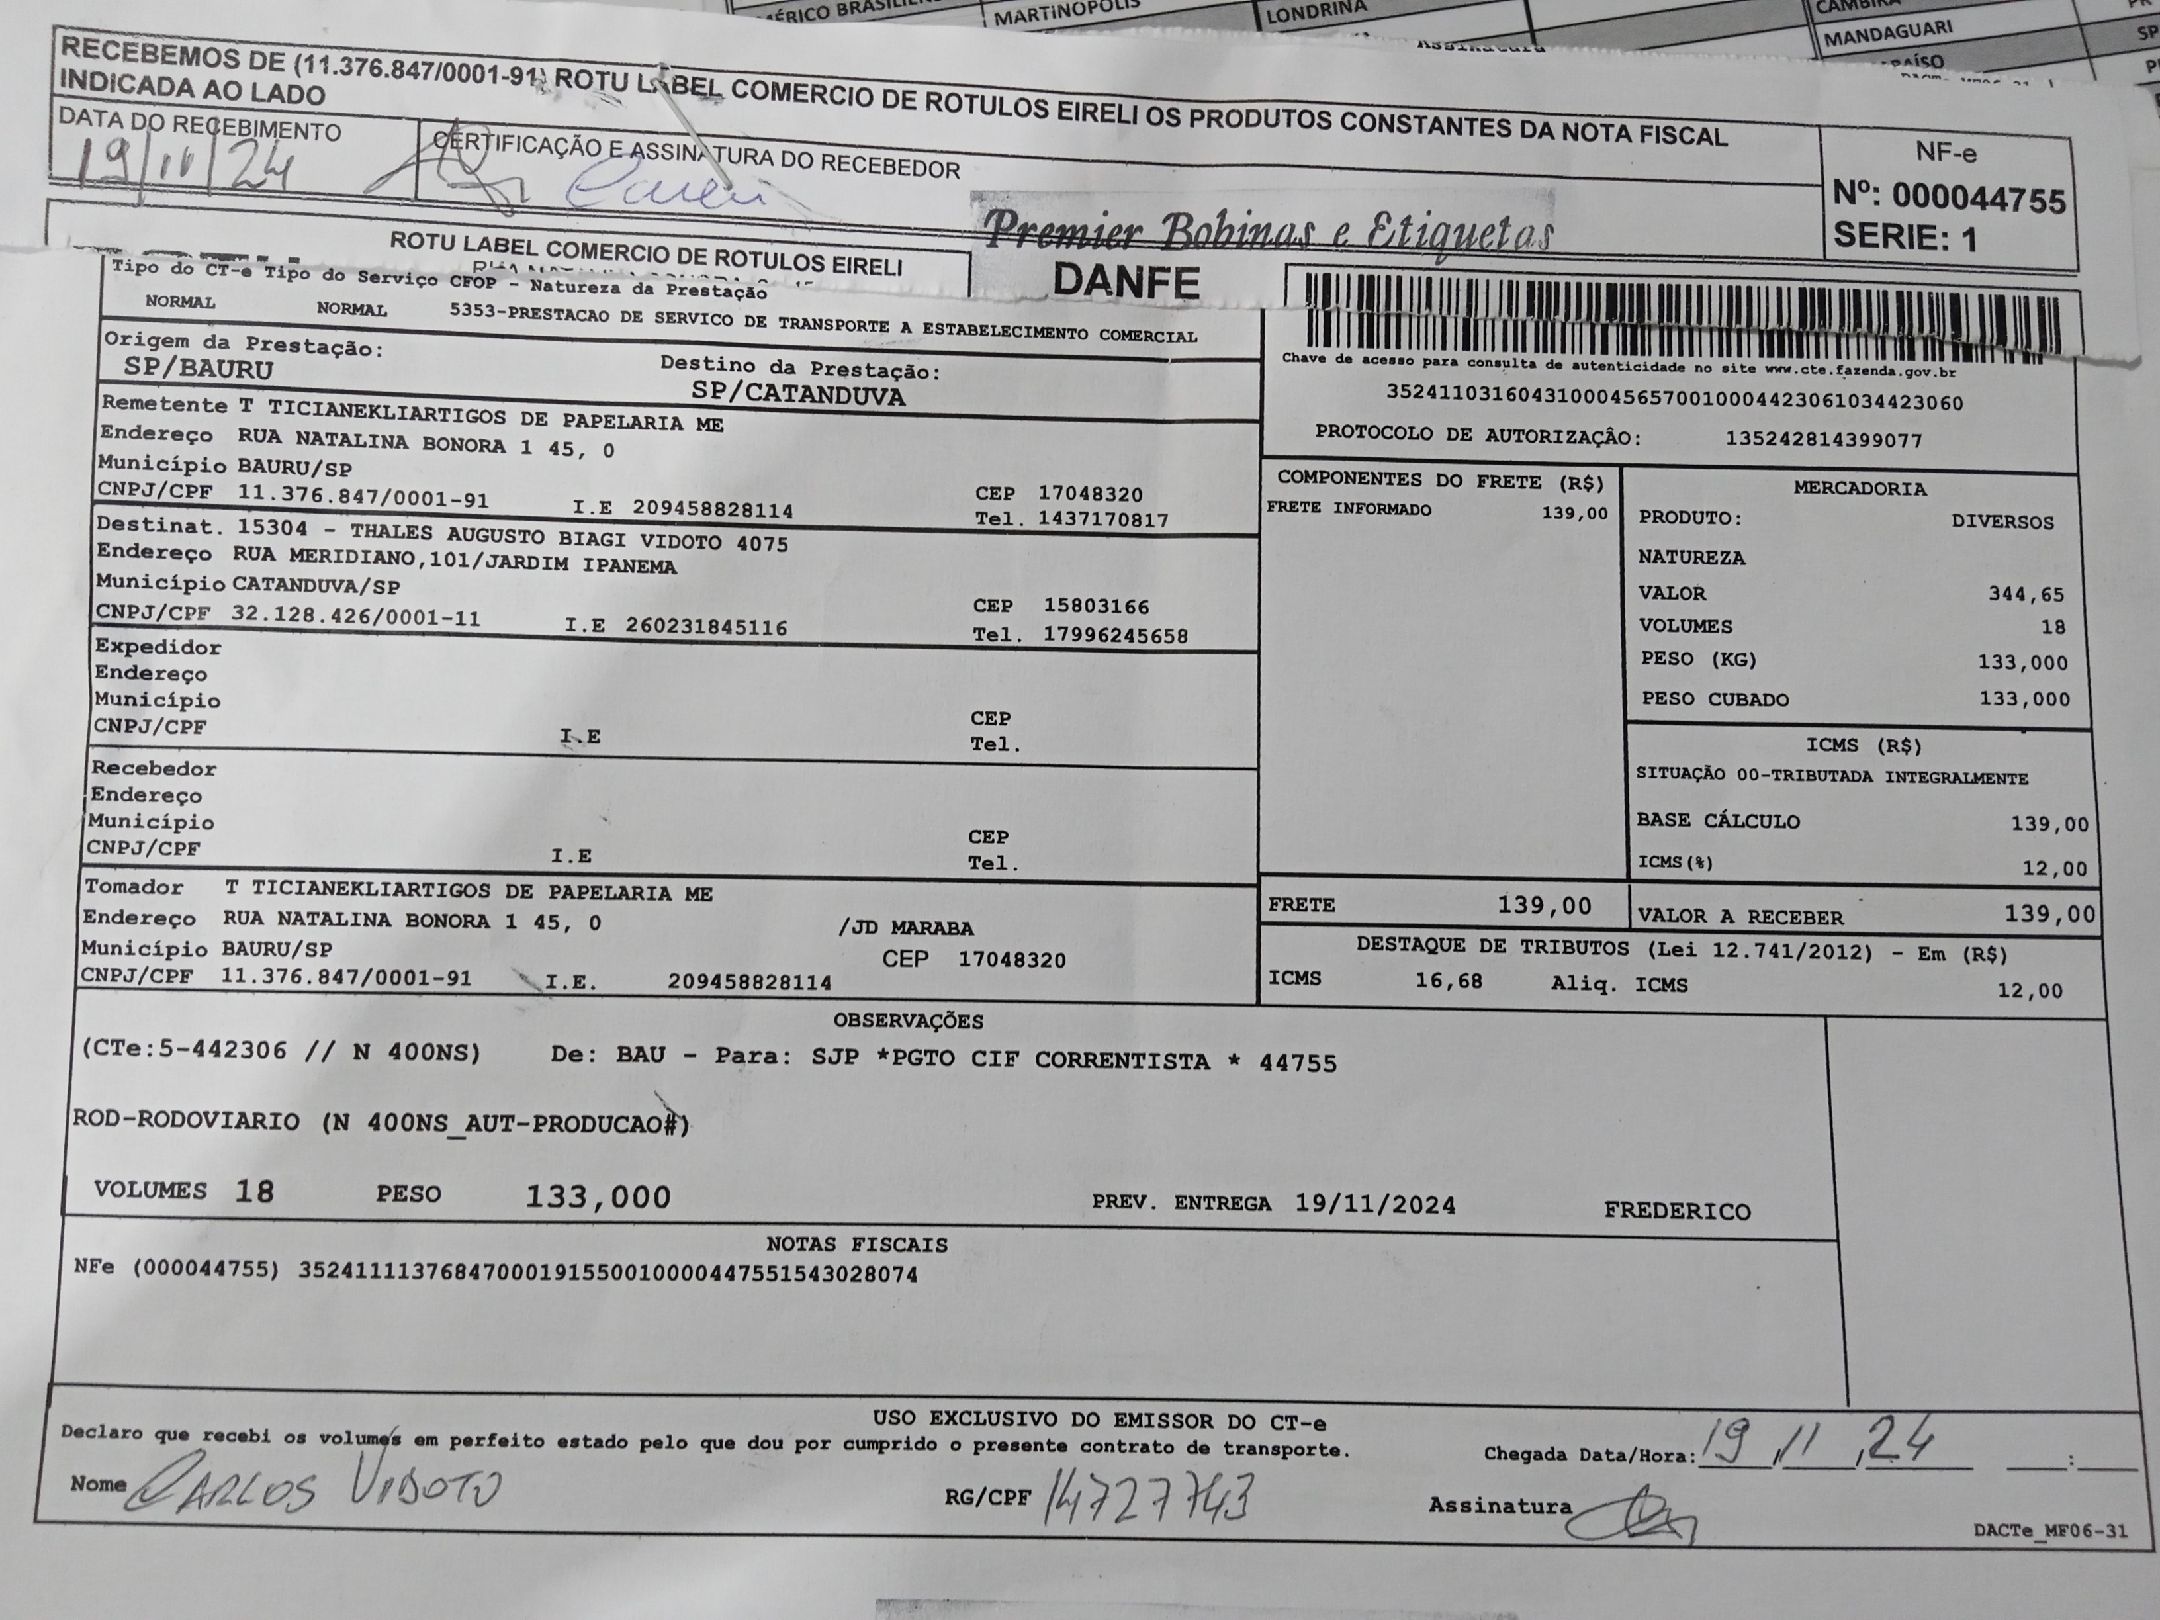 MARTINÓPOLIS
LONDRINA
MANDAGUARI
SP
RECEBEMOS DE (11.376.847/0001-91) ROTU LABEL COMERCIO DE ROTULOS EIRELI OS PRODUTOS CONSTANTES DA NOTA FISCAL
INDICADA AO LADO
DATA DO RECEBIMENTO
19/11/24
CERTIFICAÇÃO E ASSINATURA DO RECEBEDOR
NF-e
Nº: 000044755
SERIE: 1
Premier Bobinas e Etiquetas
ROTU LABEL COMERCIO DE ROTULOS EIRELI
DANFE
Tipo do CT-e Tipo do Serviço CFOP - Natureza da Prestação
NORMAL NORMAL 5353-PRESTACAO DE SERVICO DE TRANSPORTE A ESTABELECIMENTO COMERCIAL
Origem da Prestação: Destino da Prestação:
SP/BAURU SP/CATANDUVA
Chave de acesso para consulta de autenticidade no site www.cte.fazenda.gov.br
35241103160431000456570010004423061034423060
PROTOCOLO DE AUTORIZAÇÃO: 135242814399077
Remetente T TICIANEKLIARTIGOS DE PAPELARIA ME
Endereço RUA NATALINA BONORA 1 45, 0
Município BAURU/SP
CEP 17048320
CNPJ/CPF 11.376.847/0001-91 I.E 209458828114
Tel. 1437170817
Destinat. 15304 - THALES AUGUSTO BIAGI VIDOTO 4075
Endereço RUA MERIDIANO,101/JARDIM IPANEMA
Município CATANDUVA/SP
CEP 15803166
CNPJ/CPF 32.128.426/0001-11 I.E 260231845116
Tel. 17996245658
Expedidor
Endereço
Município
CEP
CNPJ/CPF I.E
Tel.
Recebedor
Endereço
Município
CEP
CNPJ/CPF I.E
Tel.
Tomador T TICIANEKLIARTIGOS DE PAPELARIA ME
Endereço RUA NATALINA BONORA 1 45, 0 /JD MARABA
Município BAURU/SP CEP 17048320
CNPJ/CPF 11.376.847/0001-91 I.E. 209458828114
COMPONENTES DO FRETE (R$)
FRETE INFORMADO 139,00
MERCADORIA
PRODUTO: DIVERSOS
NATUREZA
VALOR 344,65
VOLUMES 18
PESO (KG) 133,000
PESO CUBADO 133,000
ICMS (R$)
SITUAÇÃO 00-TRIBUTADA INTEGRALMENTE
BASE CÁLCULO 139,00
ICMS(%) 12,00
FRETE 139,00
VALOR A RECEBER 139,00
DESTAQUE DE TRIBUTOS (Lei 12.741/2012) - Em (R$)
ICMS 16,68 Aliq. ICMS 12,00
OBSERVAÇÕES
(CTe:5-442306 // N 400NS) De: BAU - Para: SJP *PGTO CIF CORRENTISTA * 44755
ROD-RODOVIARIO (N 400NS_AUT-PRODUCAO#)
VOLUMES 18 PESO 133,000 PREV. ENTREGA 19/11/2024 FREDERICO
NOTAS FISCAIS
NFe (000044755) 35241111376847000191550010000447551543028074
USO EXCLUSIVO DO EMISSOR DO CT-e
Declaro que recebi os volumes em perfeito estado pelo que dou por cumprido o presente contrato de transporte.
Chegada Data/Hora: 19/11/24 :
Nome CARLOS VIDOTO RG/CPF 14727743 Assinatura
DACTe_MF06-31